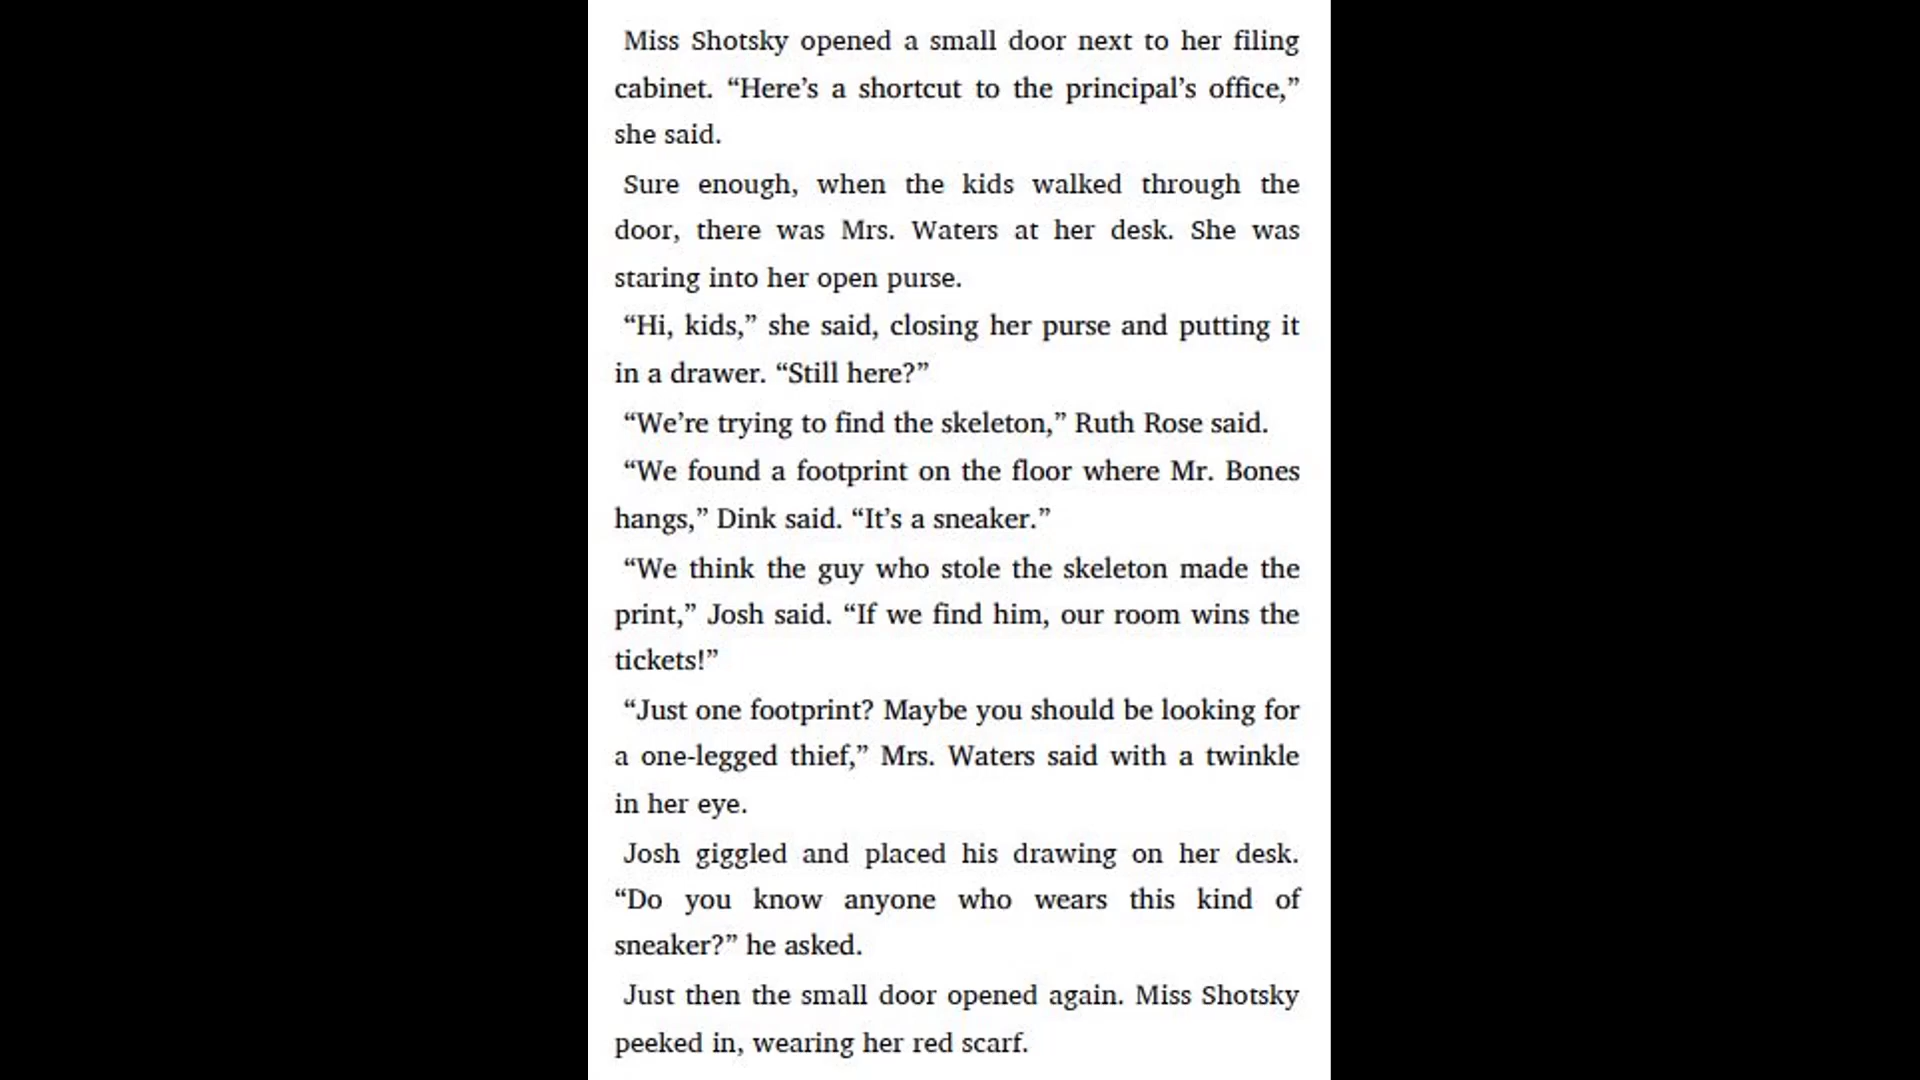 Miss Shotsky opened a small door next to her filing
cabinet. “Here’s a shortcut to the principal’s office,”
she said.
Sure enough, when the kids walked through the
door, there was Mrs. Waters at her desk. She was
staring into her open purse.
“Hi, kids,” she said, closing her purse and putting it
in a drawer. “Still here?”
“We’re trying to find the skeleton,” Ruth Rose said.
“We found a footprint on the floor where Mr. Bones
hangs,” Dink said. “It’s a sneaker.”
“We think the guy who stole the skeleton made the
print,” Josh said. “If we find him, our room wins the
tickets!”
“Just one footprint? Maybe you should be looking for
a one-legged thief,” Mrs. Waters said with a twinkle
in her eye.
Josh giggled and placed his drawing on her desk.
“Do you know anyone who wears this kind of
sneaker?” he asked.
Just then the small door opened again. Miss Shotsky
peeked in, wearing her red scarf.